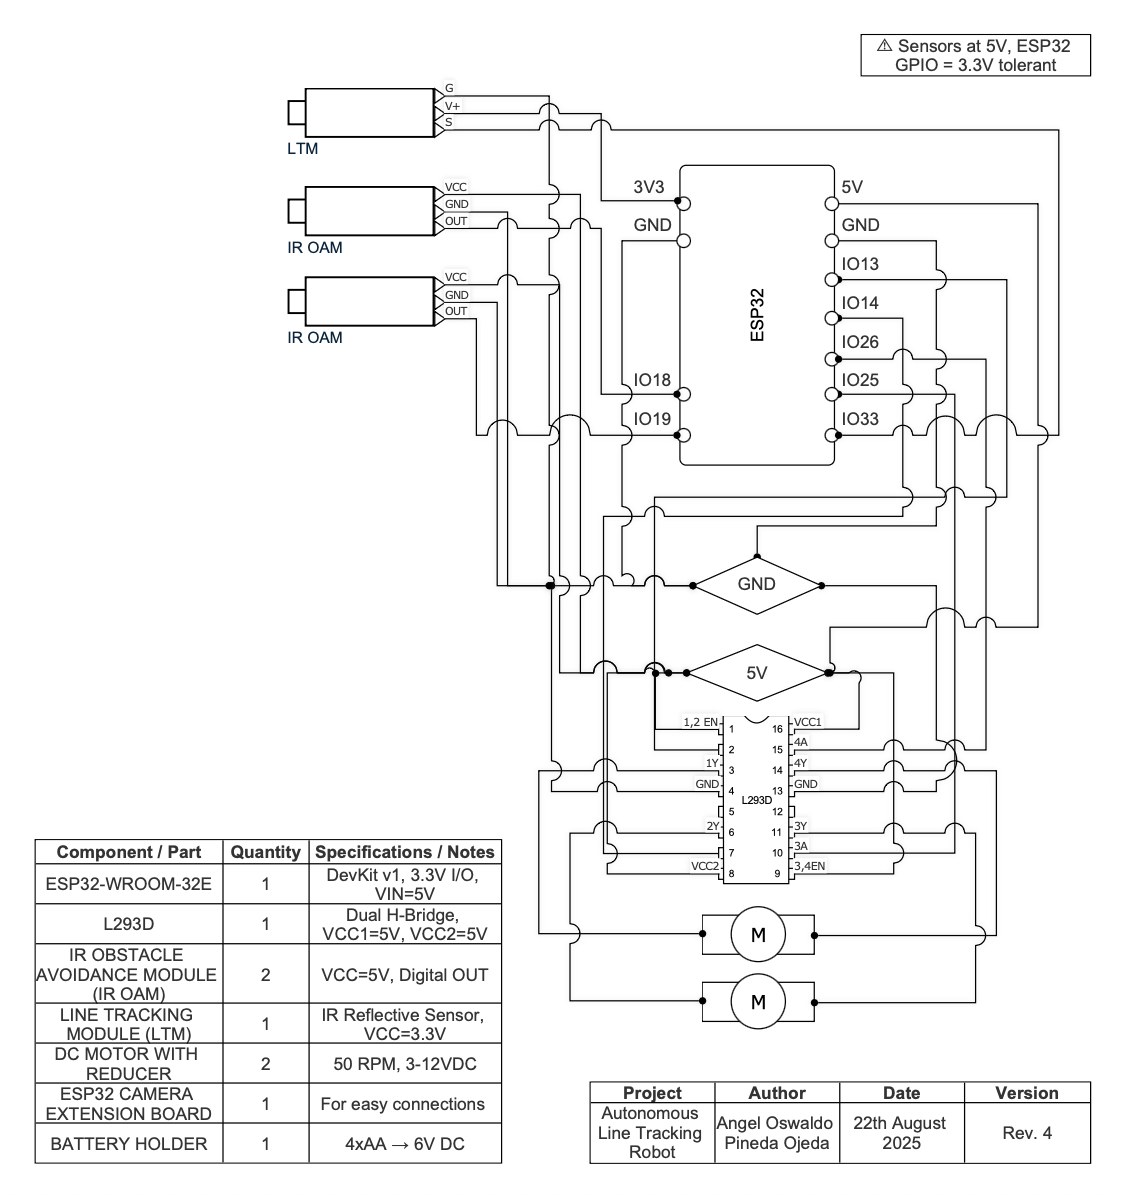 ⚠ Sensors at 5V, ESP32
GPIO = 3.3V tolerant
G
V+
S
LTM
VCC
GND
OUT
IR OAM
VCC
GND
OUT
IR OAM
3V3
GND
IO18
IO19
ESP32
5V
GND
IO13
IO14
IO26
IO25
IO33
GND
5V
1,2 EN 1 16 VCC1
2 15 4A
1Y 3 14 4Y
GND 4 13 GND
L293D
5 12
2Y 6 11 3Y
7 10 3A
VCC2 8 9 3,4EN
M
M
Component / Part Quantity Specifications / Notes
ESP32-WROOM-32E 1 DevKit v1, 3.3V I/O,
VIN=5V
L293D 1 Dual H-Bridge,
VCC1=5V, VCC2=5V
IR OBSTACLE
AVOIDANCE MODULE
(IR OAM) 2 VCC=5V, Digital OUT
LINE TRACKING
MODULE (LTM) 1 IR Reflective Sensor,
VCC=3.3V
DC MOTOR WITH
REDUCER 2 50 RPM, 3-12VDC
ESP32 CAMERA
EXTENSION BOARD 1 For easy connections
BATTERY HOLDER 1 4xAA → 6V DC
Project Author Date Version
Autonomous
Line Tracking
Robot
Angel Oswaldo
Pineda Ojeda
22th August
2025
Rev. 4